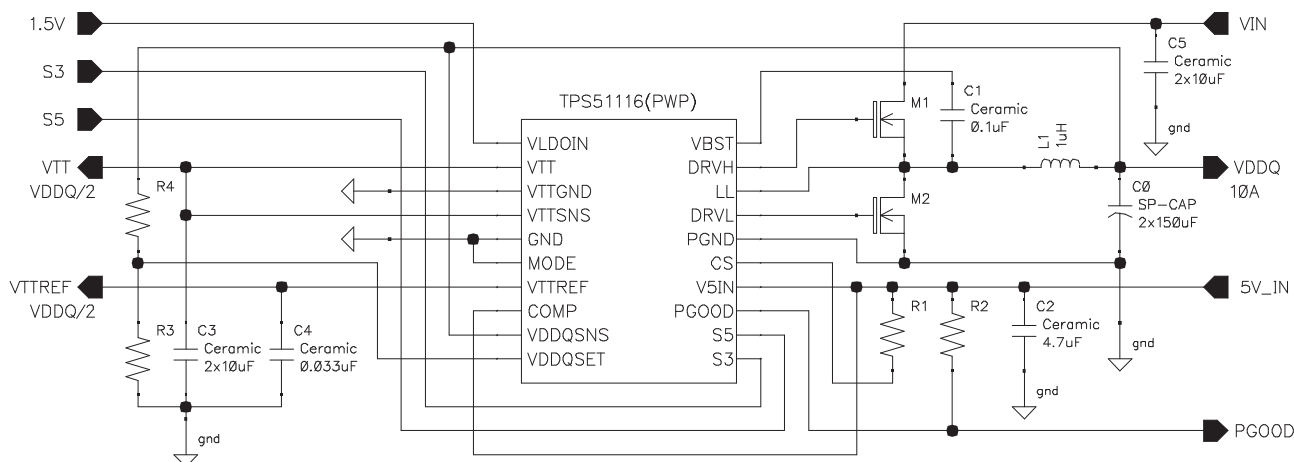 1.5V
S3
S5
VTT
VDDQ/2
VTTREF
VDDQ/2
R4
R3
C3
Ceramic
2x10uF
C4
Ceramic
0.033uF
gnd
TPS51116(PWP)
VLDOIN
VTT
VTTGND
VTTSNS
GND
MODE
VTTREF
COMP
VDDQSNS
VDDQSET
VBST
DRVH
LL
DRVL
PGND
CS
V5IN
PGOOD
S5
S3
M1
M2
C1
Ceramic
0.1uF
L1
1uH
C5
Ceramic
2x10uF
gnd
VIN
VDDQ
10A
C0
SP-CAP
2x150uF
gnd
R1
R2
C2
Ceramic
4.7uF
gnd
5V_IN
PGOOD